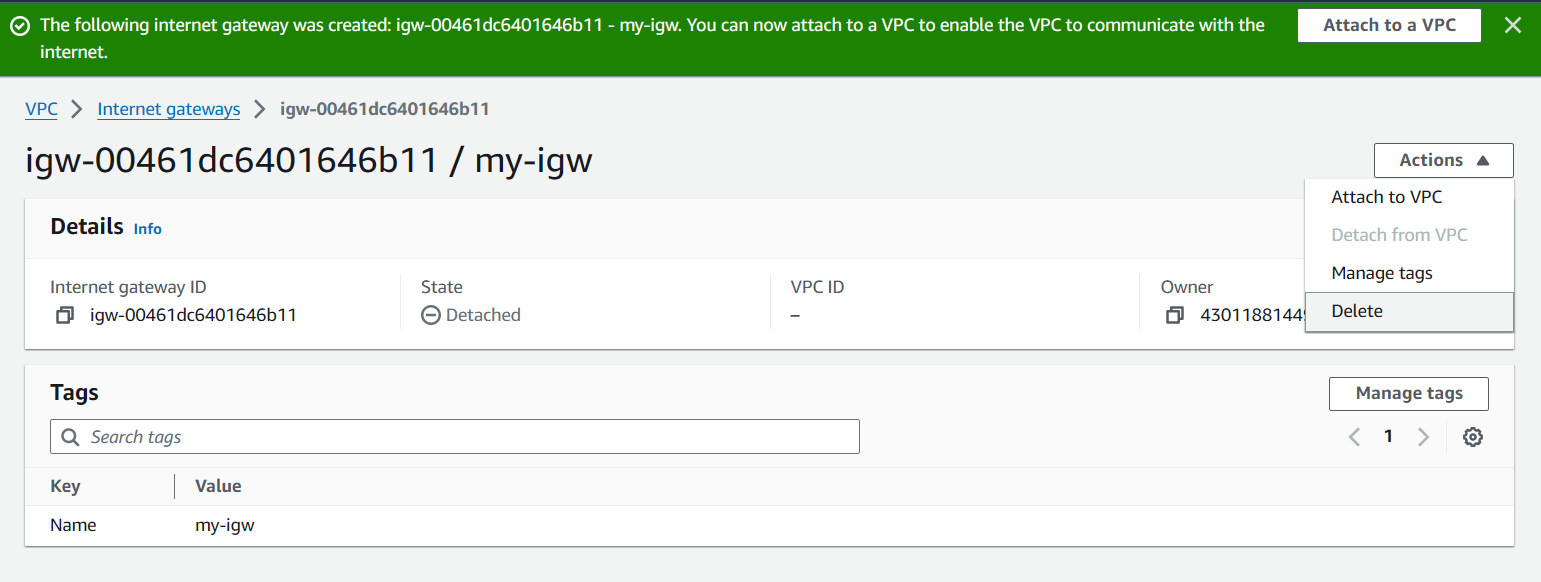 The following internet gateway was created: igw-00461dc6401646b11 - my-igw. You can now attach to a VPC to enable the VPC to communicate with the
internet.
Attach to a VPC
VPC > Internet gateways > igw-00461dc6401646b11
igw-00461dc6401646b11 / my-igw
Actions
Attach to VPC
Detach from VPC
Manage tags
Delete
Details Info
Internet gateway ID
igw-00461dc6401646b11
State
Detached
VPC ID
–
Owner
Tags
Manage tags
Search tags
1
Key Value
Name my-igw